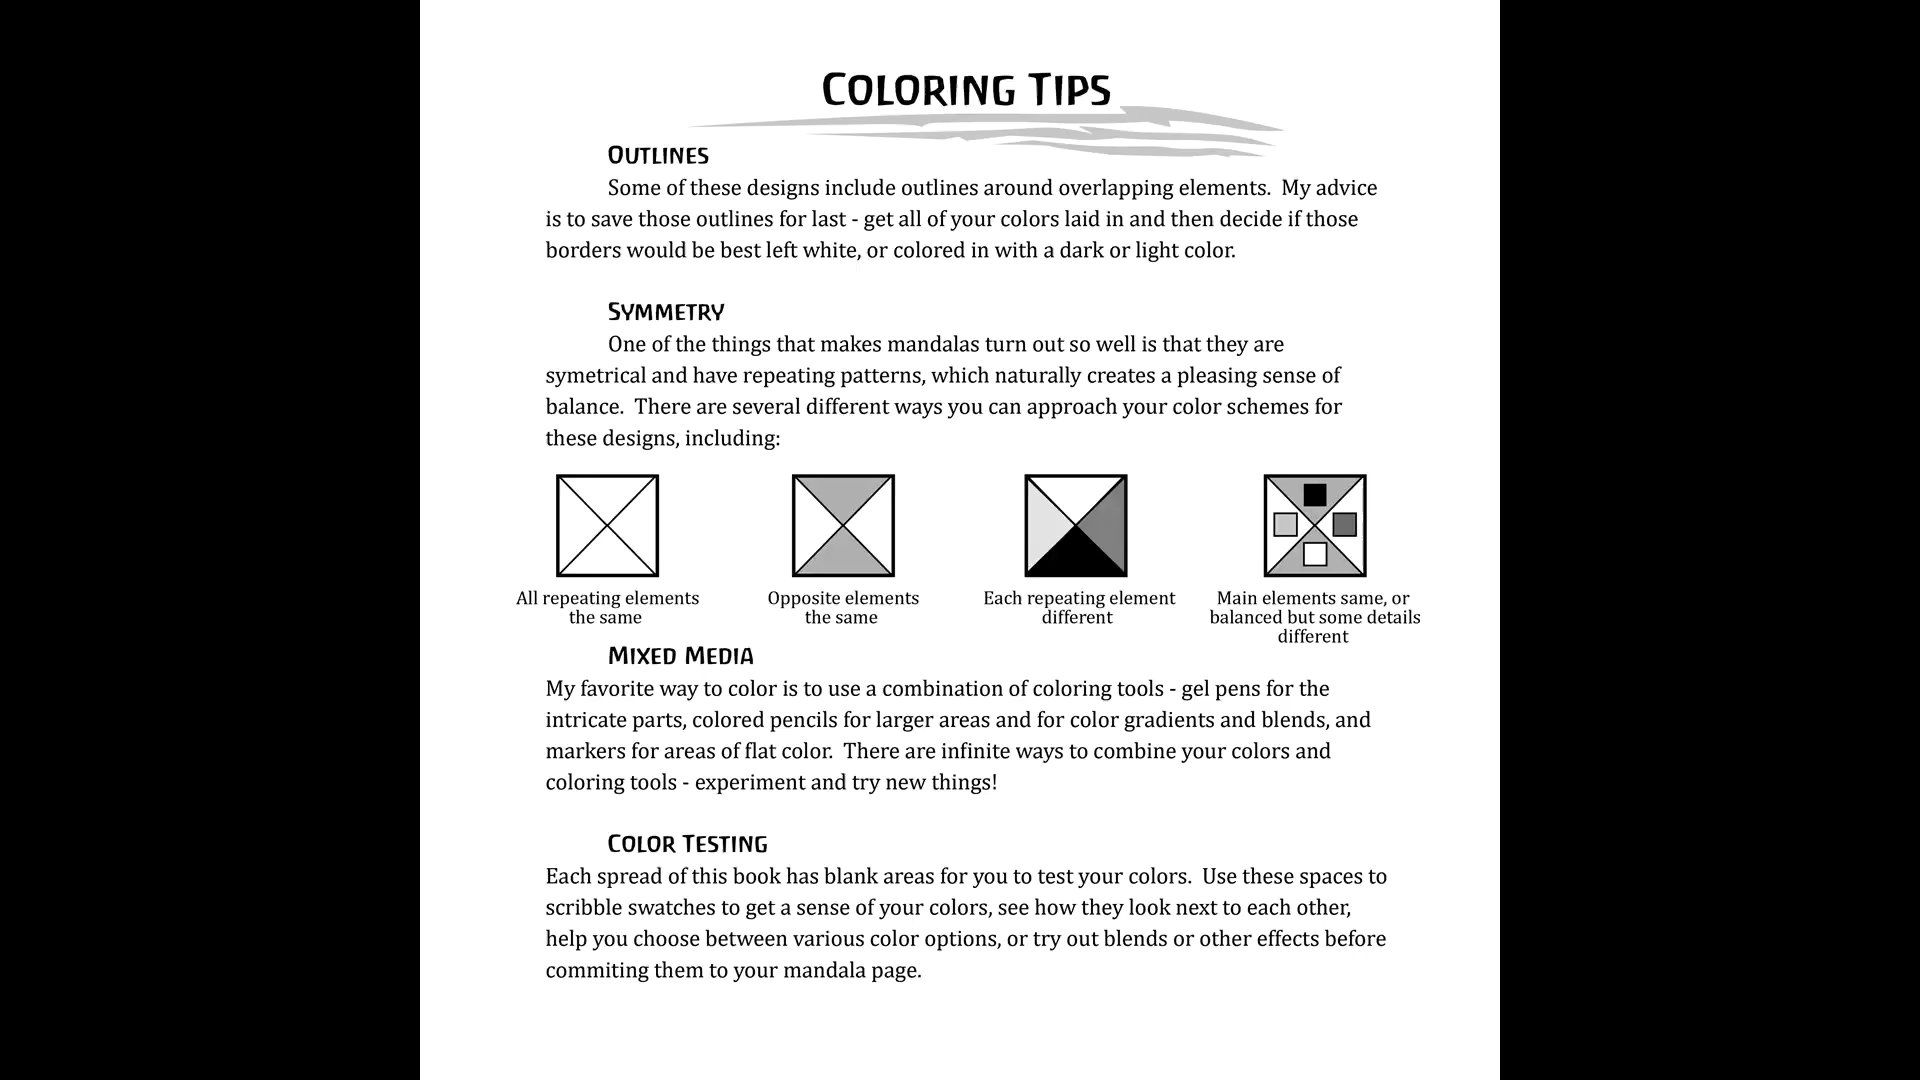 COLORING TIPS
OUTLINES
Some of these designs include outlines around overlapping elements.  My advice
is to save those outlines for last - get all of your colors laid in and then decide if those
borders would be best left white, or colored in with a dark or light color.
SYMMETRY
One of the things that makes mandalas turn out so well is that they are
symetrical and have repeating patterns, which naturally creates a pleasing sense of
balance.  There are several different ways you can approach your color schemes for
these designs, including:
All repeating elements
the same
Opposite elements
the same
Each repeating element
different
Main elements same, or
balanced but some details
different
MIXED MEDIA
My favorite way to color is to use a combination of coloring tools - gel pens for the
intricate parts, colored pencils for larger areas and for color gradients and blends, and
markers for areas of flat color.  There are infinite ways to combine your colors and
coloring tools - experiment and try new things!
COLOR TESTING
Each spread of this book has blank areas for you to test your colors.  Use these spaces to
scribble swatches to get a sense of your colors, see how they look next to each other,
help you choose between various color options, or try out blends or other effects before
commiting them to your mandala page.